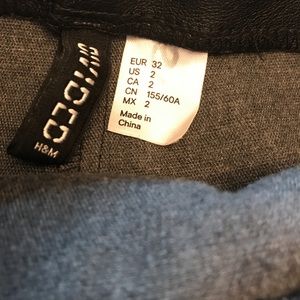 DIVIDED
H&M
EUR 32
US 2
CA 2
CN 155/60A
MX 2
Made in
China